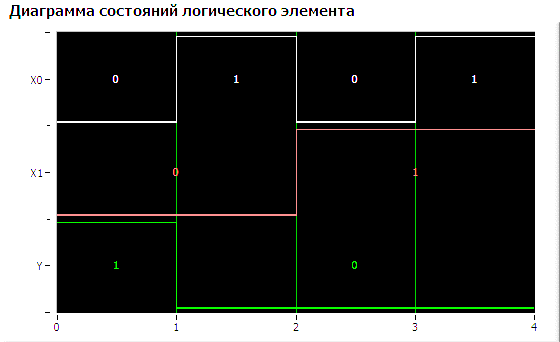 Диаграмма состояний логического элемента
X0
0 1 0 1
X1
0 1
Y
1 0
0 1 2 3 4